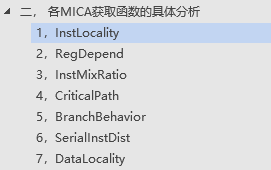 二， 各MICA获取函数的具体分析
1，InstLocality
2，RegDepend
3，InstMixRatio
4，CriticalPath
5，BranchBehavior
6，SerialInstDist
7，DataLocality